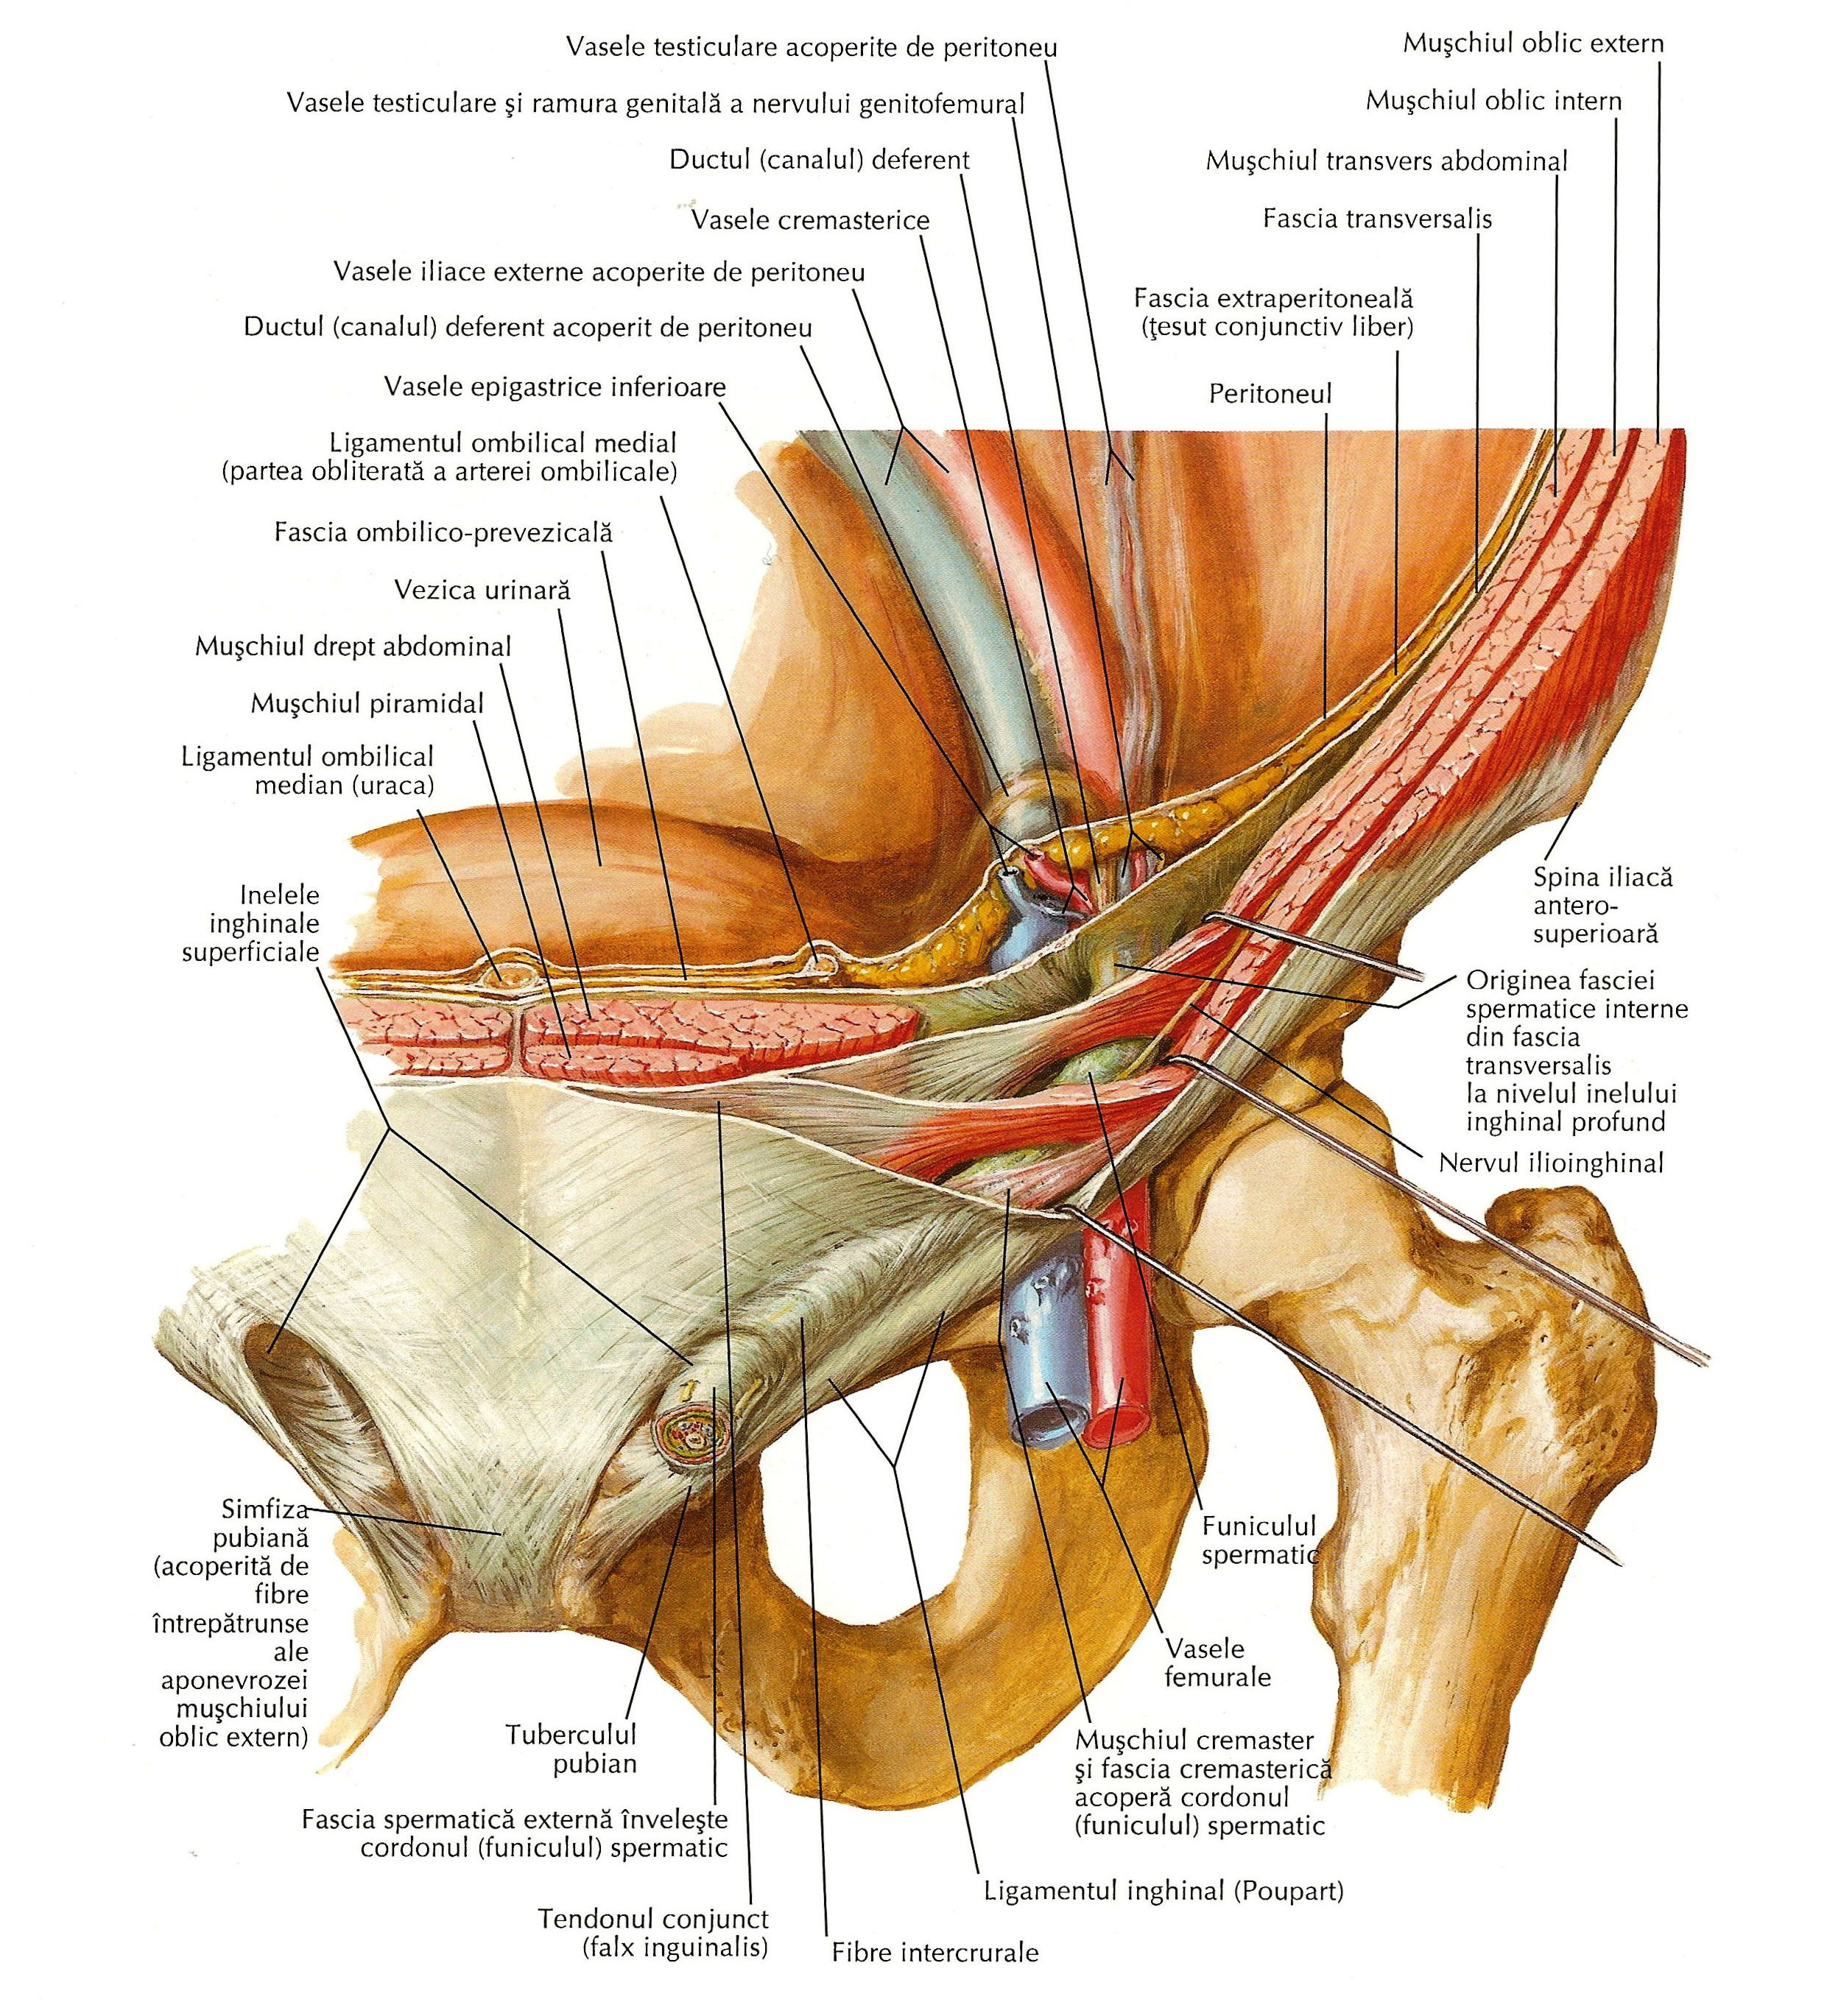 Vasele testiculare acoperite de peritoneu
Vasele testiculare şi ramura genitală a nervului genitofemural
Ductul (canalul) deferent
Vasele cremasterice
Vasele iliace externe acoperite de peritoneu
Ductul (canalul) deferent acoperit de peritoneu
Vasele epigastrice inferioare
Ligamentul ombilical medial
(partea obliterată a arterei ombilicale)
Fascia ombilico-prevezicală
Vezica urinară
Muşchiul drept abdominal
Muşchiul piramidal
Ligamentul ombilical
median (uraca)
Inelele
inghinale
superficiale
Simfiza
pubiană
(acoperită de
fibre
întrepătrunse
ale
aponevrozei
muşchiului
oblic extern)
Muşchiul oblic extern
Muşchiul oblic intern
Muşchiul transvers abdominal
Fascia transversalis
Fascia extraperitoneală
(ţesut conjunctiv liber)
Peritoneul
Spina iliacă
antero-
superioară
Originea fasciei
spermatice interne
din fascia
transversalis
la nivelul inelului
inghinal profund
Nervul ilioinghinal
Funiculul
spermatic
Vasele
femurale
Muşchiul cremaster
şi fascia cremasterică
acoperă cordonul
(funiculul) spermatic
Ligamentul inghinal (Poupart)
Fibre intercrurale
Tendonul conjunct
(falx inguinalis)
Fascia spermatică externă înveleşte
cordonul (funiculul) spermatic
Tuberculul
pubian